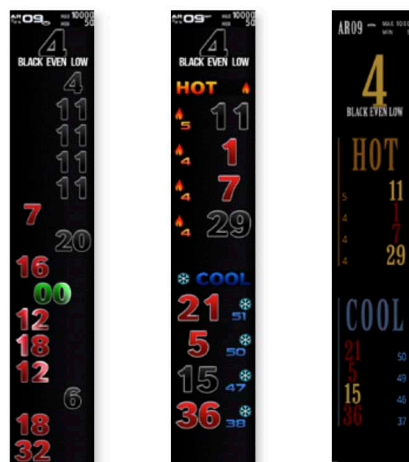 AR09 MAX 10000
MIN 50
4
BLACK EVEN LOW
4
11
11
11
11
7
20
16
00
12
18
12
6
18
32
AR09 MAX 10000
50
4
BLACK EVEN LOW
HOT
5 11
4 1
4 7
4 29
COOL
21 51
5 50
15 47
36 38
AR09 MAX
MIN
4
BLACK EVEN LOW
HOT
5 11
4 1
4 7
4 29
COOL
21 50
5 49
15 46
36 37